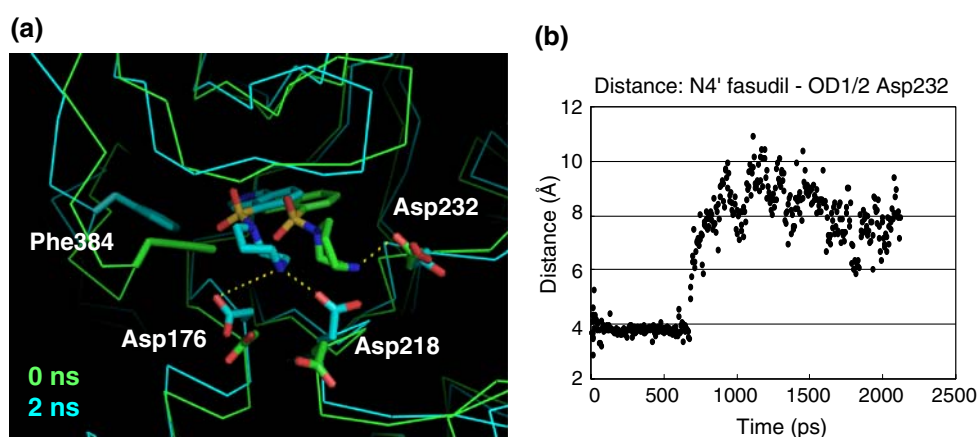 (a)
Phe384
Asp232
Asp176
Asp218
0 ns
2 ns
(b)
Distance: N4' fasudil - OD1/2 Asp232
Distance (Å)
12
10
8
6
4
2
0 500 1000 1500 2000 2500
Time (ps)